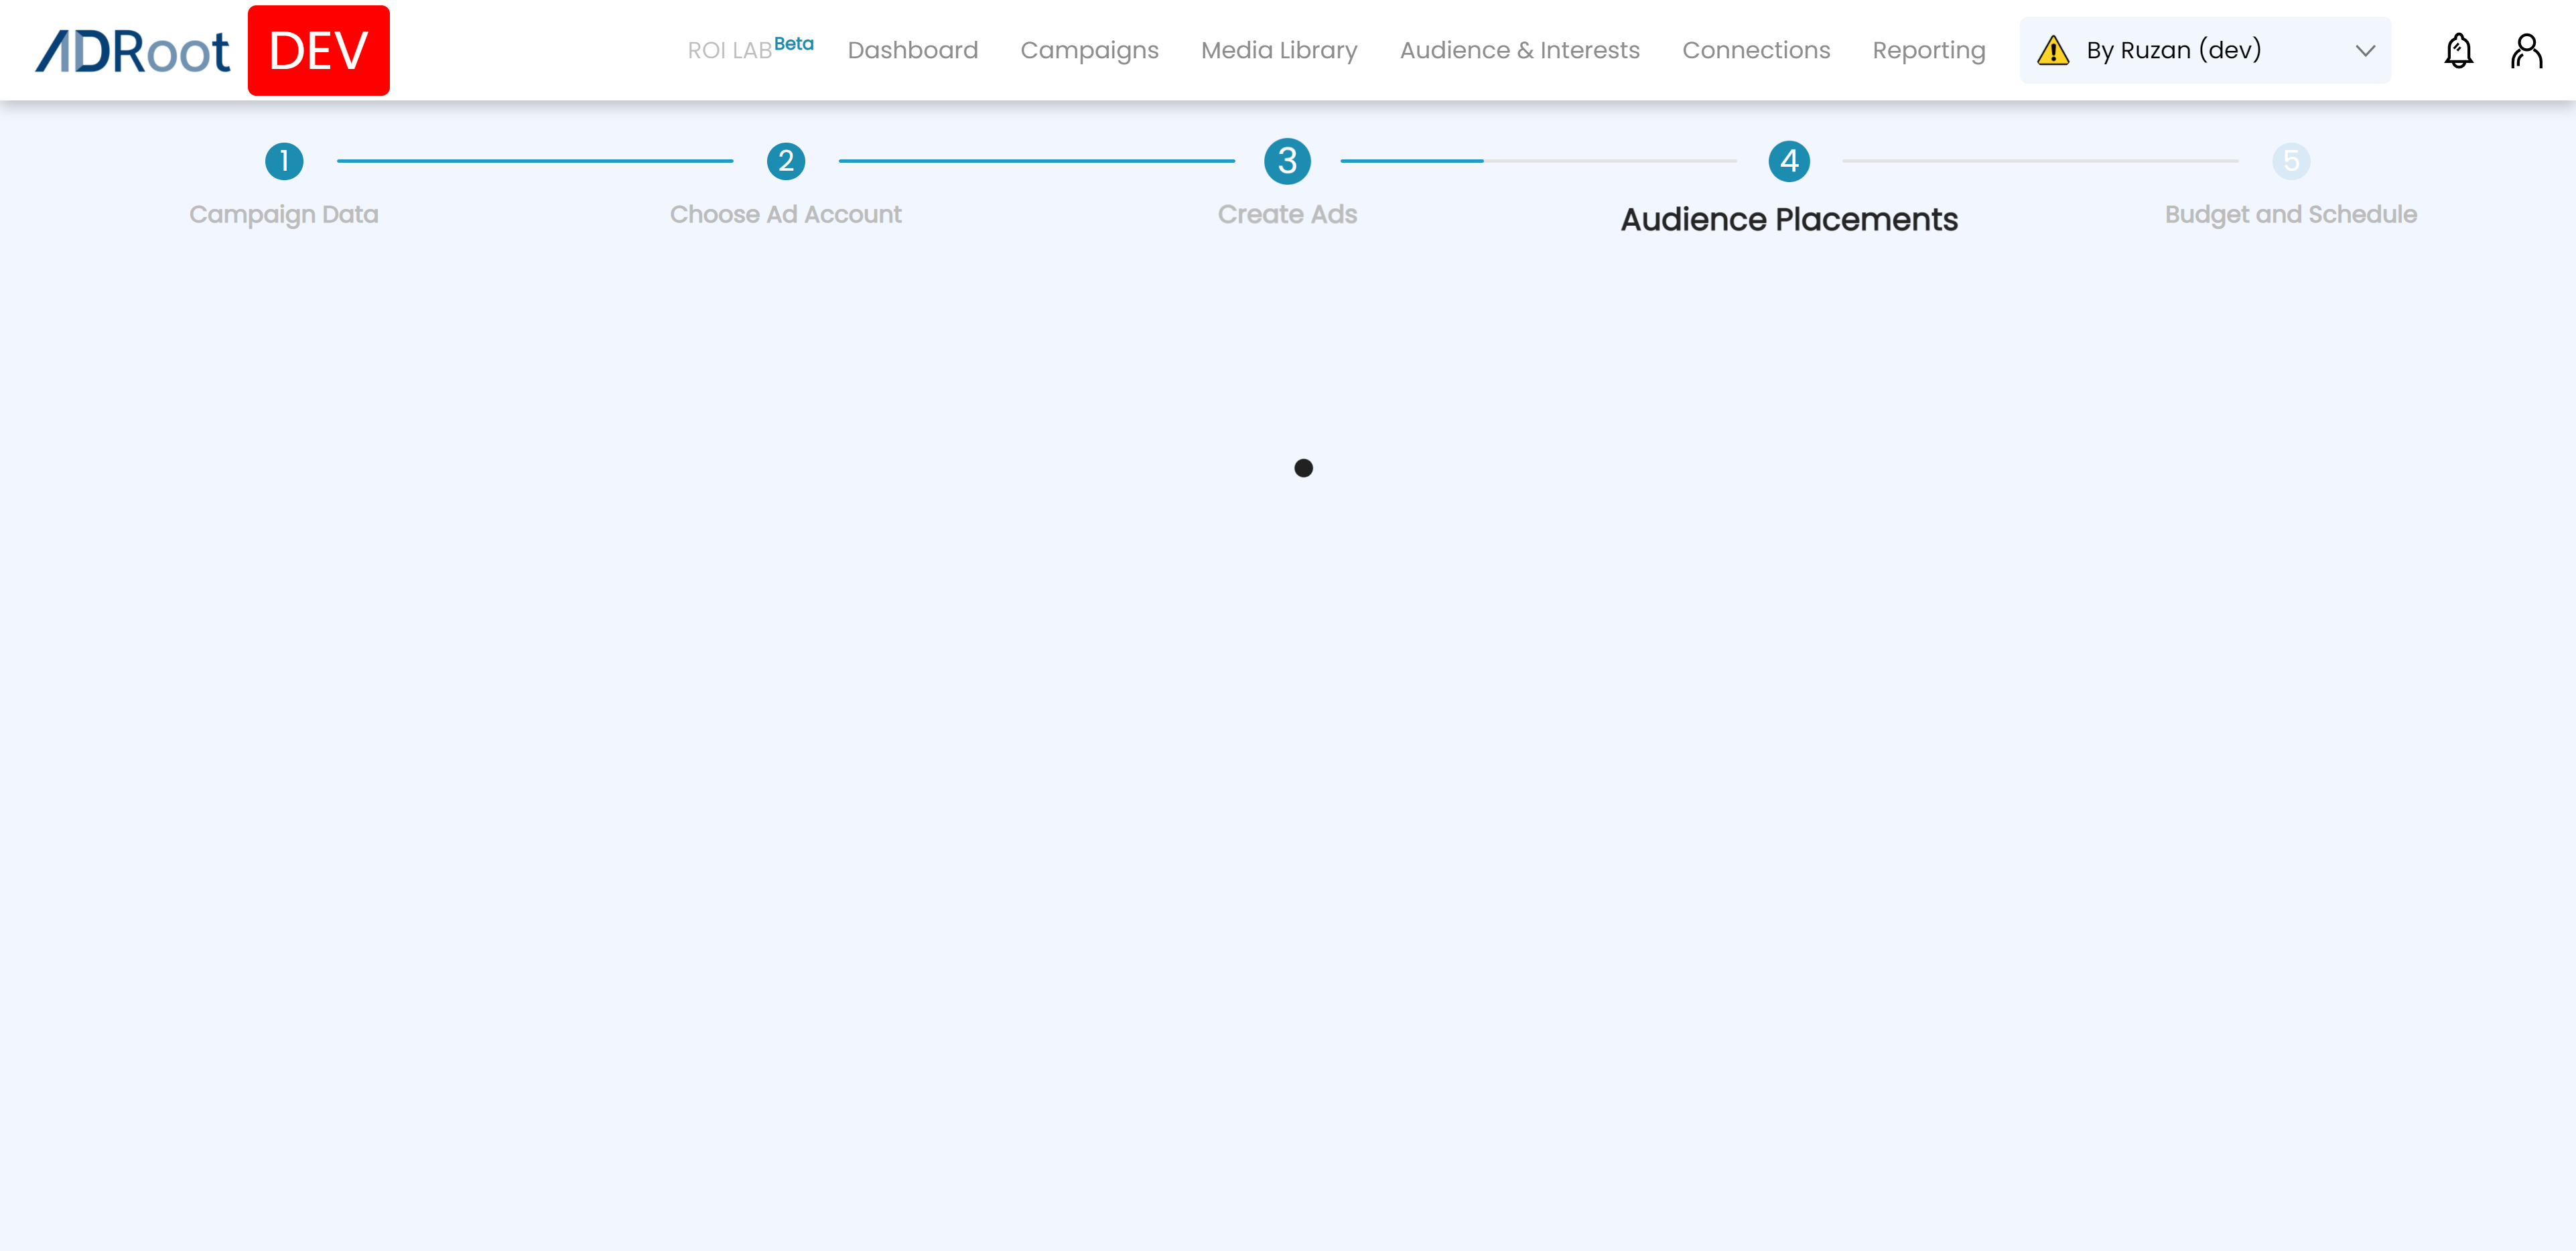 ADRoot DEV ROI LAB Beta Dashboard Campaigns Media Library Audience & Interests Connections Reporting By Ruzan (dev)
1 2 3 4 5
Campaign Data Choose Ad Account Create Ads Audience Placements Budget and Schedule